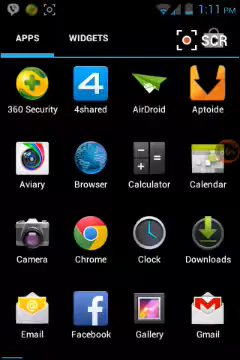 1:11 PM
APPS WIDGETS SCR
360 Security 4shared AirDroid Aptoide
Aviary Browser Calculator Calendar
Camera Chrome Clock Downloads
Email Facebook Gallery Gmail